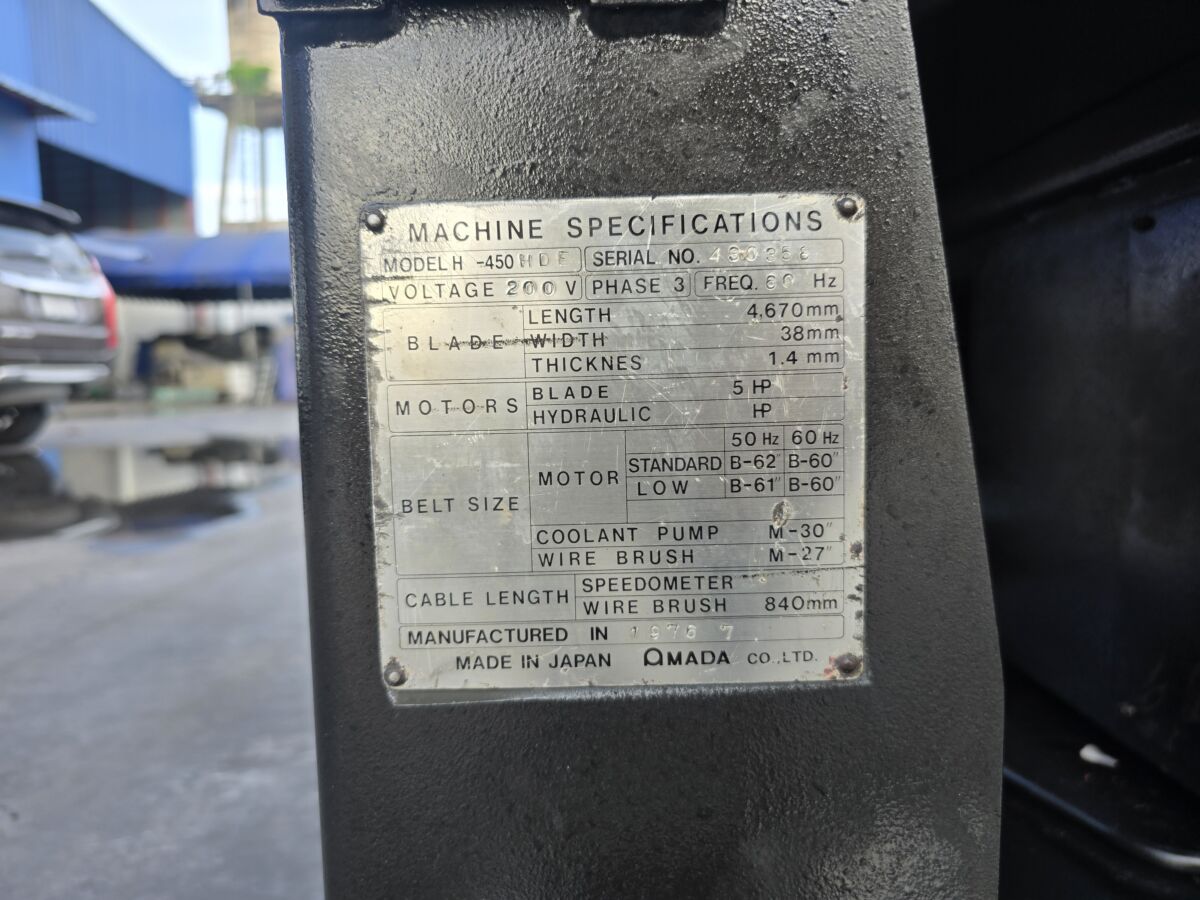 MACHINE SPECIFICATIONS
MODEL H -450 SERIAL NO.
VOLTAGE 200 V PHASE 3 FREQ. Hz
BLADE
LENGTH 4,670mm
WIDTH 38mm
THICKNES 1.4 mm
MOTORS
BLADE 5 HP
HYDRAULIC HP
BELT SIZE
MOTOR
50 Hz 60 Hz
STANDARD B-62" B-60"
LOW B-61" B-60"
COOLANT PUMP M-30"
WIRE BRUSH M-27"
CABLE LENGTH
SPEEDOMETER
WIRE BRUSH 840mm
MANUFACTURED IN 1976 7
MADE IN JAPAN AMADA CO.,LTD.